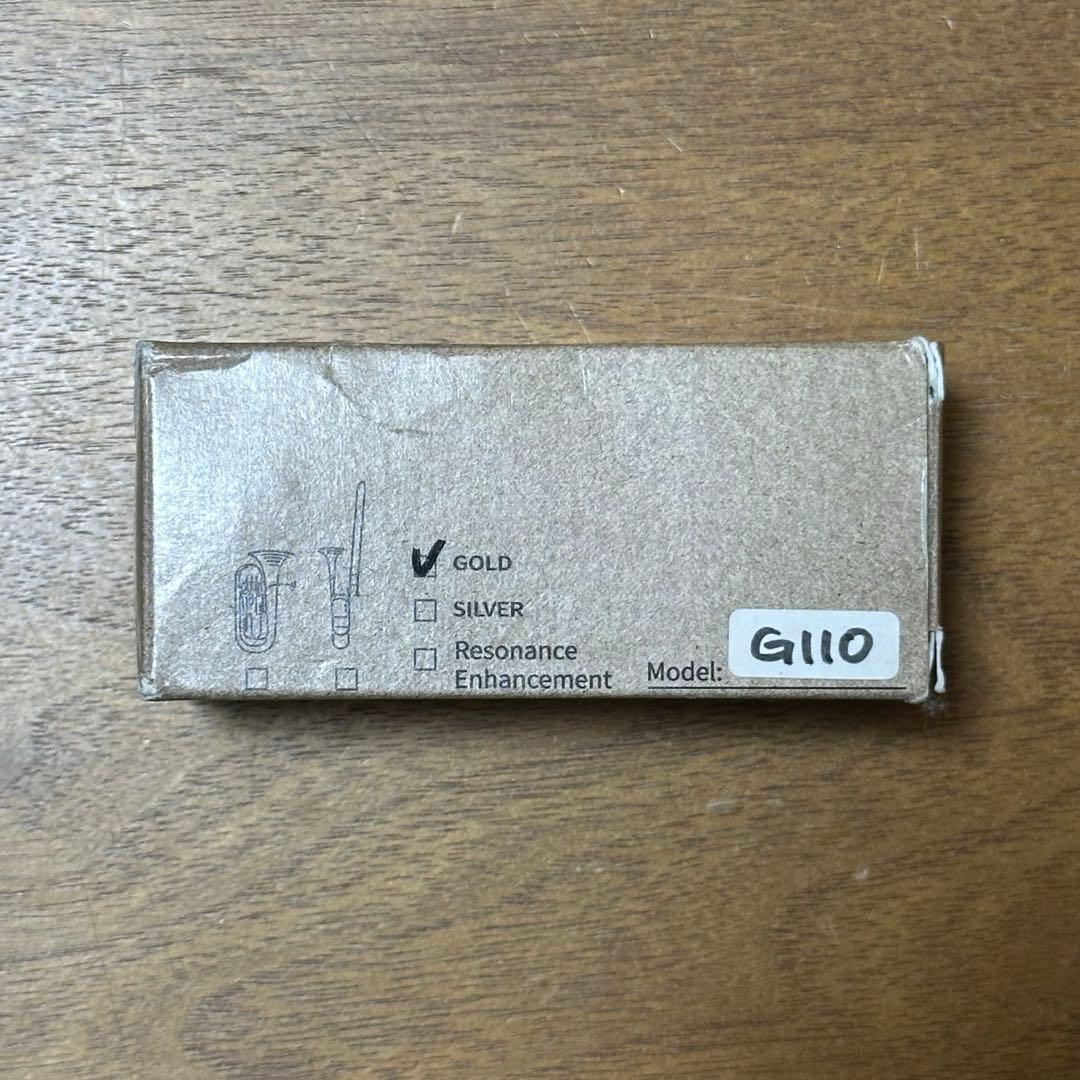 GOLD
SILVER
Resonance
Enhancement
Model: G110